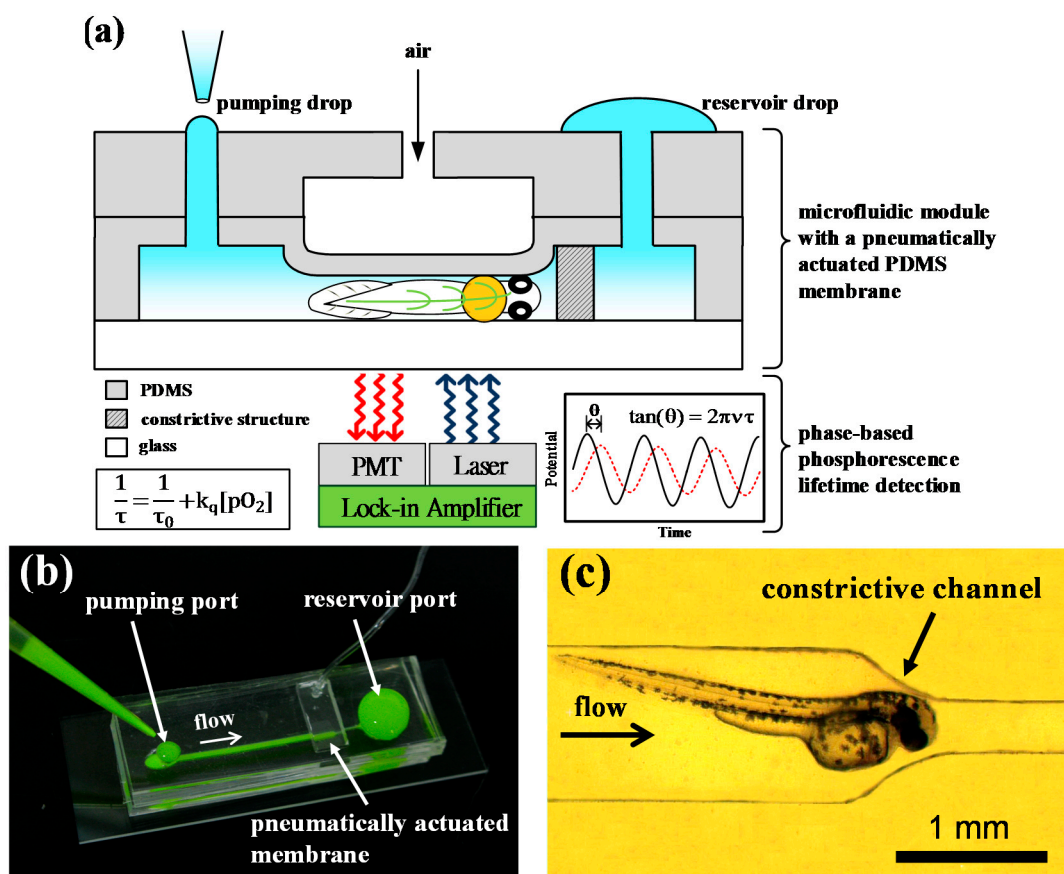 (a)
air
pumping drop
reservoir drop
microfluidic module
with a pneumatically
actuated PDMS
membrane
PDMS
constrictive structure
glass
1/τ = 1/τ₀ + k_q[pO₂]
PMT
Laser
Lock-in Amplifier
θ
tan(θ) = 2πντ
Potential
Time
phase-based
phosphorescence
lifetime detection
(b)
pumping port
reservoir port
flow
pneumatically actuated
membrane
(c)
constrictive channel
flow
1 mm